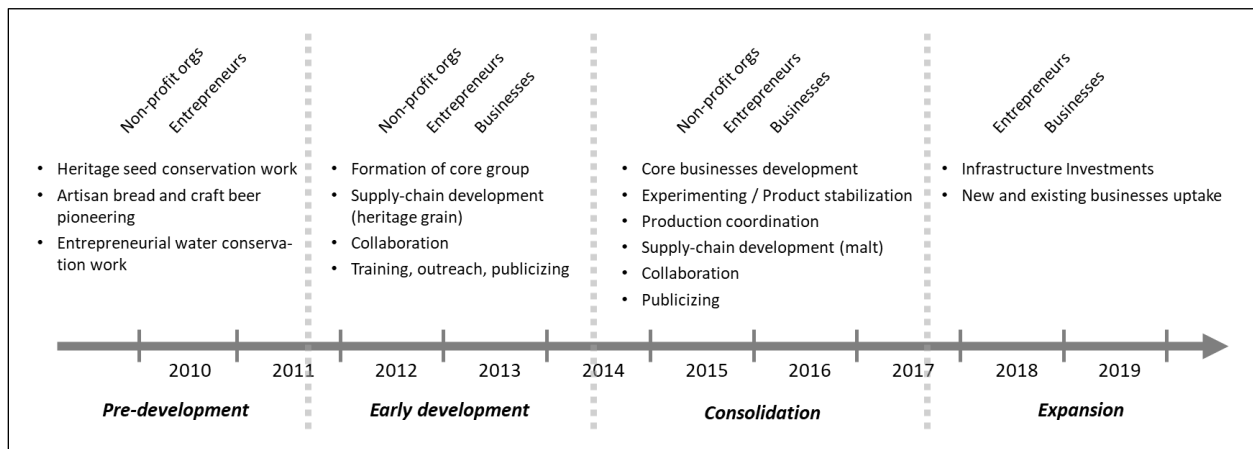 Non-profit orgs
Entrepreneurs
Non-profit orgs
Entrepreneurs
Businesses
Non-profit orgs
Entrepreneurs
Businesses
Entrepreneurs
Businesses
• Heritage seed conservation work
• Artisan bread and craft beer
pioneering
• Entrepreneurial water conserva-
tion work
• Formation of core group
• Supply-chain development
(heritage grain)
• Collaboration
• Training, outreach, publicizing
• Core businesses development
• Experimenting / Product stabilization
• Production coordination
• Supply-chain development (malt)
• Collaboration
• Publicizing
• Infrastructure Investments
• New and existing businesses uptake
2010 2011 2012 2013 2014 2015 2016 2017 2018 2019
Pre-development Early development Consolidation Expansion